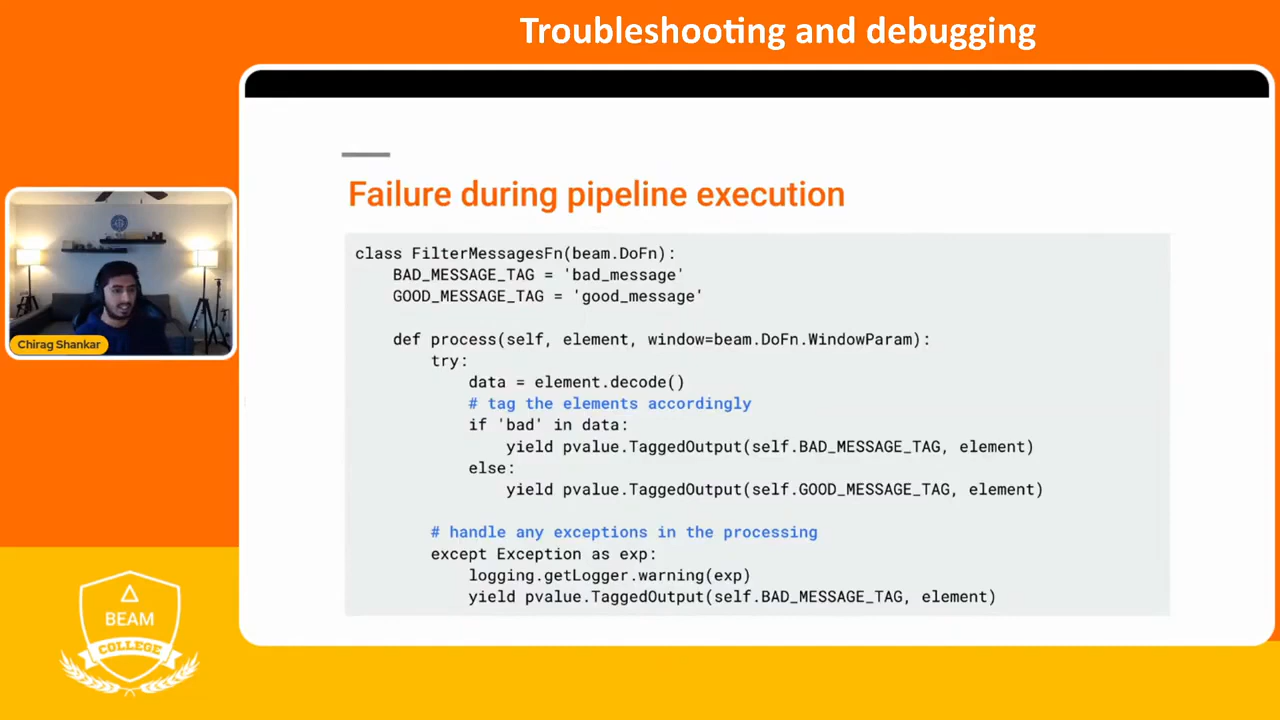 Troubleshooting and debugging
Failure during pipeline execution
class FilterMessagesFn(beam.DoFn):
    BAD_MESSAGE_TAG = 'bad_message'
    GOOD_MESSAGE_TAG = 'good_message'
    def process(self, element, window=beam.DoFn.WindowParam):
        try:
            data = element.decode()
            # tag the elements accordingly
            if 'bad' in data:
                yield pvalue.TaggedOutput(self.BAD_MESSAGE_TAG, element)
            else:
                yield pvalue.TaggedOutput(self.GOOD_MESSAGE_TAG, element)
        # handle any exceptions in the processing
        except Exception as exp:
            logging.getLogger.warning(exp)
            yield pvalue.TaggedOutput(self.BAD_MESSAGE_TAG, element)
Chirag Shankar
BEAM
COLLEGE